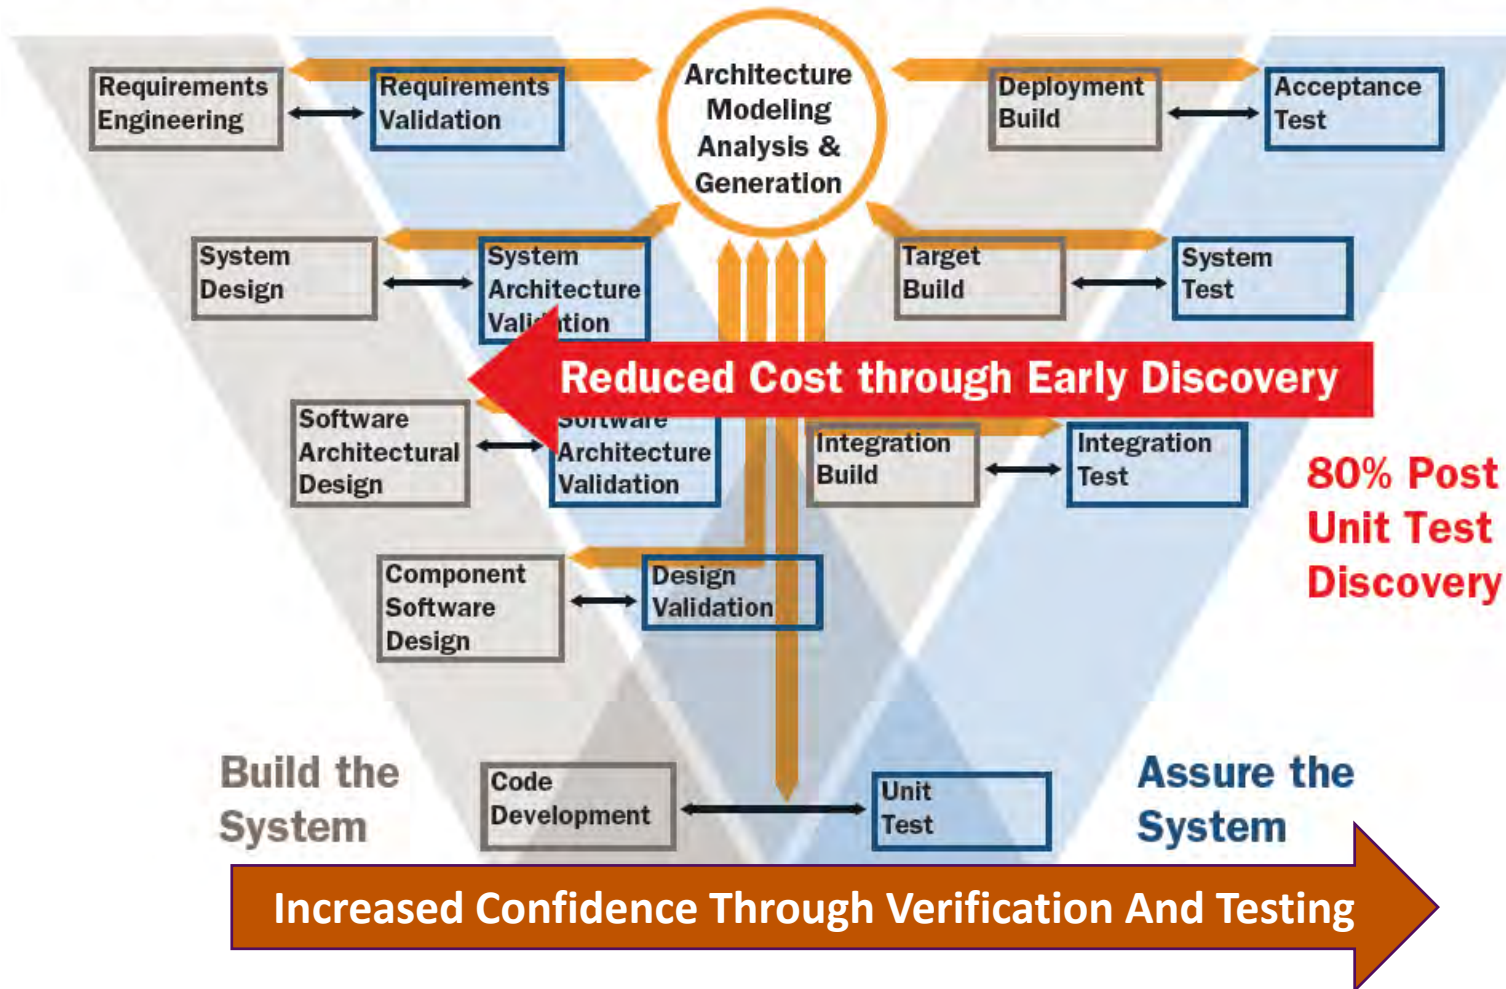 Architecture
Modeling
Analysis &
Generation
Requirements
Engineering
Requirements
Validation
Deployment
Build
Acceptance
Test
System
Design
System
Architecture
Validation
Target
Build
System
Test
Reduced Cost through Early Discovery
Software
Architectural
Design
Software
Architecture
Validation
Integration
Build
Integration
Test
80% Post
Unit Test
Discovery
Component
Software
Design
Design
Validation
Build the
System
Code
Development
Unit
Test
Assure the
System
Increased Confidence Through Verification And Testing